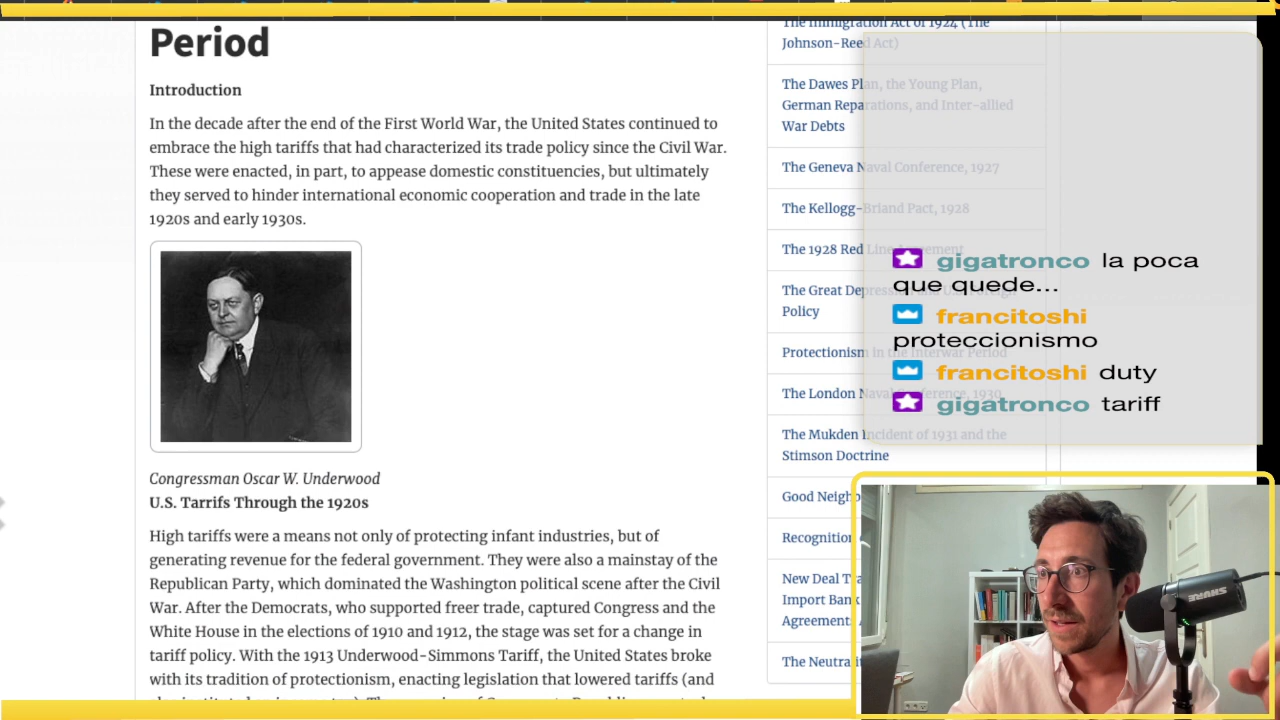 Period
Introduction
In the decade after the end of the First World War, the United States continued to
embrace the high tariffs that had characterized its trade policy since the Civil War.
These were enacted, in part, to appease domestic constituencies, but ultimately
they served to hinder international economic cooperation and trade in the late
1920s and early 1930s.
Congressman Oscar W. Underwood
U.S. Tarrifs Through the 1920s
High tariffs were a means not only of protecting infant industries, but of
generating revenue for the federal government. They were also a mainstay of the
Republican Party, which dominated the Washington political scene after the Civil
War. After the Democrats, who supported freer trade, captured Congress and the
White House in the elections of 1910 and 1912, the stage was set for a change in
tariff policy. With the 1913 Underwood-Simmons Tariff, the United States broke
with its tradition of protectionism, enacting legislation that lowered tariffs (and
The Immigration Act of 1924 (The
Johnson-Reed Act)
The Dawes Plan, the Young Plan,
German Reparations, and Inter-allied
War Debts
The Geneva Naval Conference, 1927
The Kellogg-Briand Pact, 1928
The 1928 Red Line Agreement
The Great Depression and U.S. Foreign
Policy
Protectionism in the Interwar Period
The London Naval Conference, 1930
The Mukden Incident of 1931 and the
Stimson Doctrine
Good
Recognition
New Deal
Import Bank
The
gigatronco la poca
que quede...
francitoshi
proteccionismo
francitoshi duty
gigatronco tariff
SHURE